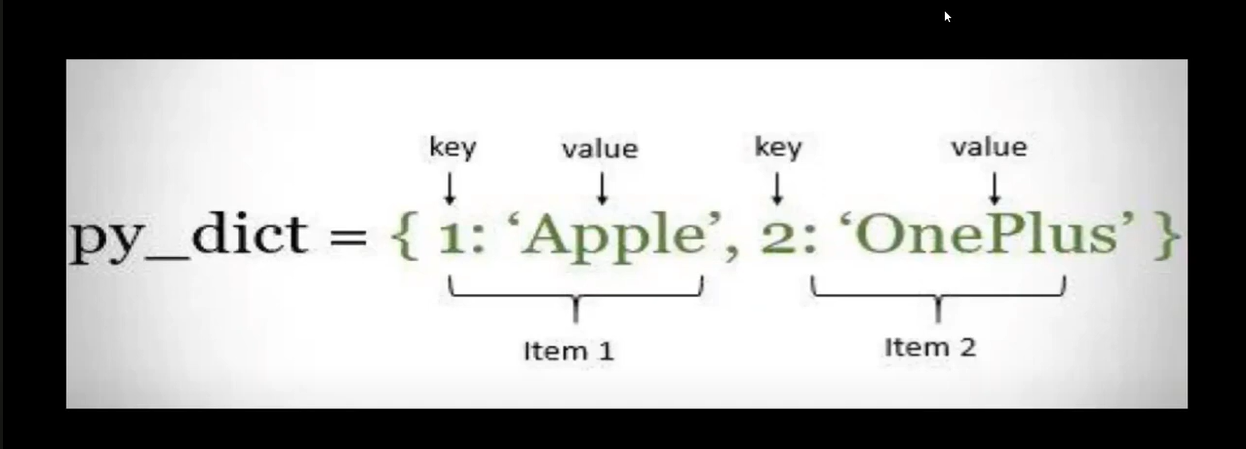 key value key value
py_dict = { 1: ‘Apple’, 2: ‘OnePlus’ }
Item 1 Item 2